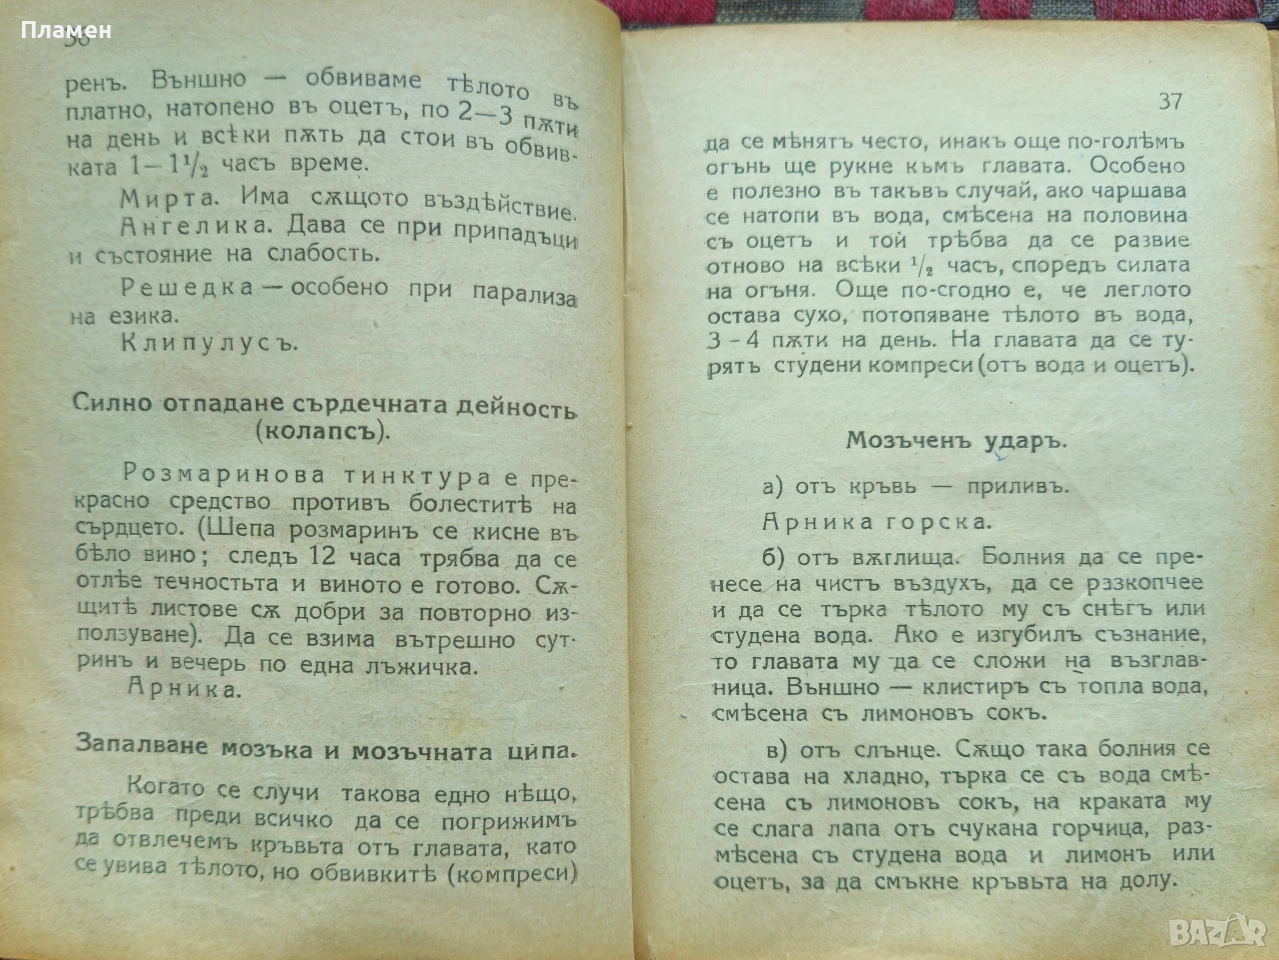 Пламен
36
ренъ. Външно — обвиваме тѣлото въ
платно, натопено въ оцетъ, по 2—3 пѫти
на день и всѣки пѫть да стои въ обвив-
ката 1—1½ часъ време.
Мирта. Има сѫщото въздѣйствие.
Ангелика. Дава се при припадъци
и състояние на слабость.
Решедка — особено при парализа
на езика.
Клипулусъ.
Силно отпадане сърдечната дейность
(колапсъ).
Розмаринова тинктура е пре-
красно средство противъ болеститѣ на
сърдцето. (Шепа розмаринъ се кисне въ
бѣло вино; следъ 12 часа трябва да се
отлѣе течностьта и виното е готово. Сѫ-
щитѣ листове сѫ добри за повторно из-
ползуване). Да се взима вътрешно сут-
ринъ и вечерь по една лъжичка.
Арника.
Запалване мозъка и мозъчната ципа.
Когато се случи такова едно нѣщо,
трѣбва преди всичко да се погрижимъ
да отвлечемъ кръвьта отъ главата, като
се увива тѣлото, но обвивкитѣ (компреси)
37
да се мѣнятъ често, инакъ още по-голѣмъ
огънь ще рукне къмъ главата. Особено
е полезно въ такъвъ случай, ако чаршава
се натопи въ вода, смѣсена на половина
съ оцетъ и той трѣбва да се развие
отново на всѣки ½ часъ, споредъ силата
на огъня. Още по-сгодно е, че леглото
остава сухо, потопяване тѣлото въ вода,
3-4 пѫти на день. На главата да се ту-
рятъ студени компреси (отъ вода и оцетъ).
Мозъченъ ударъ.
а) отъ кръвь — приливъ.
Арника горска.
б) отъ вѫглища. Болния да се пре-
несе на чистъ въздухъ, да се рззкопчее
и да се търка тѣлото му съ снѣгъ или
студена вода. Ако е изгубилъ съзнание,
то главата му да се сложи на възглав-
ница. Външно — клистиръ съ топла вода,
смѣсена съ лимоновъ сокъ.
в) отъ слънце. Сѫщо така болния се
остава на хладно, търка се съ вода смѣ-
сена съ лимоновъ сокъ, на краката му
се слага лапа отъ счукана горчица, раз-
мѣсена съ студена вода и лимонъ или
оцетъ, за да смъкне кръвьта на долу.
BAZAR